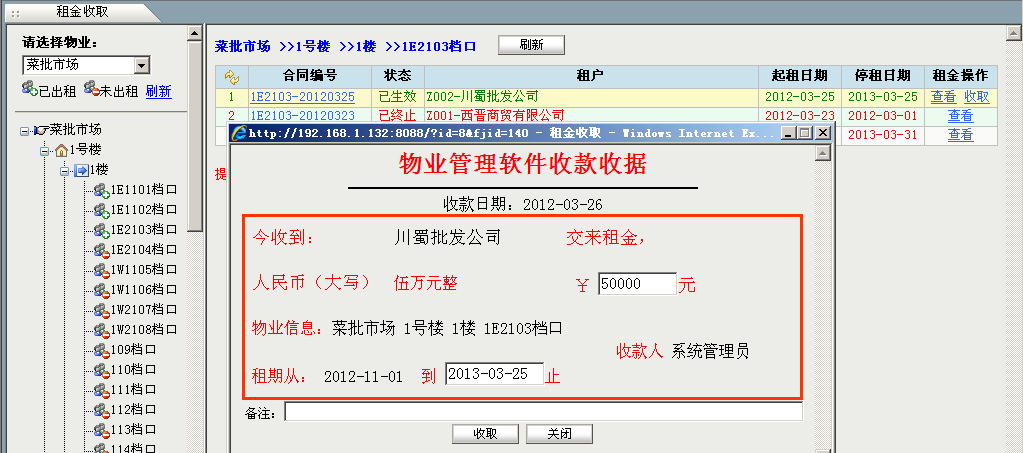 租金收取
请选择物业：
菜批市场
已出租 未出租 刷新
菜批市场
1号楼
1楼
1E1101档口
1E1102档口
1E2103档口
1E2104档口
1W1105档口
1W1106档口
1W2107档口
1W2108档口
109档口
110档口
111档口
112档口
113档口
114档口
菜批市场 >>1号楼 >>1楼 >>1E2103档口 刷新
合同编号 状态 租户 起租日期 停租日期 租金操作
1 1E2103-20120325 已生效 Z002-川蜀批发公司 2012-03-25 2013-03-25 查看 收取
2 1E2103-20120323 已终止 Z001-西晋商贸有限公司 2012-03-23 2012-03-01 查看
2013-03-31 查看
提
http://192.168.1.132:8088/?id=8&fjid=140 - 租金收取 - Windows Internet Ex...
物业管理软件收款收据
收款日期：2012-03-26
今收到： 川蜀批发公司 交来租金，
人民币（大写） 伍万元整 ￥ 50000 元
物业信息：菜批市场 1号楼 1楼 1E2103档口
收款人 系统管理员
租期从： 2012-11-01 到 2013-03-25 止
备注：
收取 关闭